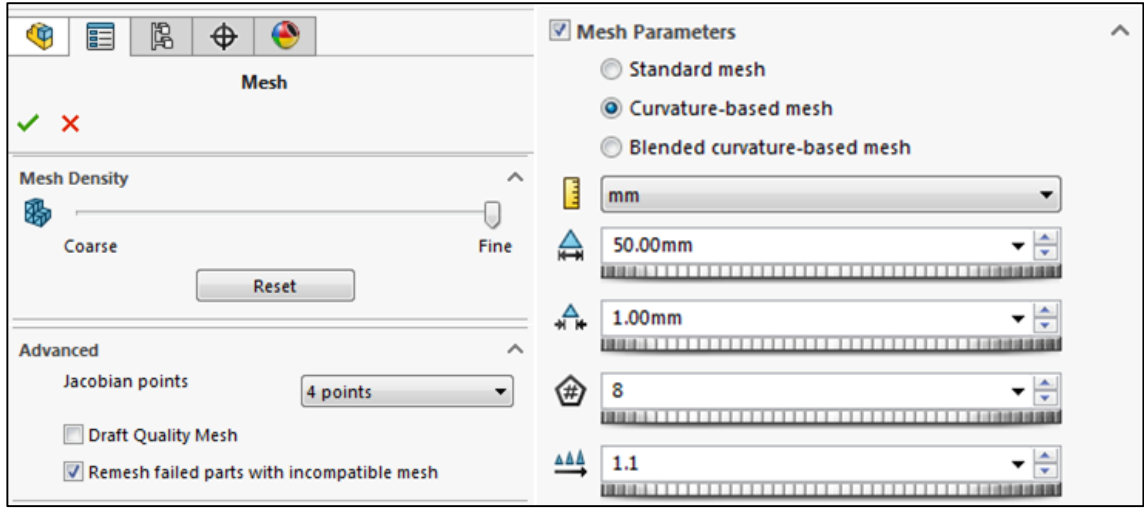 Mesh
Mesh Density
Coarse
Fine
Reset
Advanced
Jacobian points
4 points
Draft Quality Mesh
Remesh failed parts with incompatible mesh
Mesh Parameters
Standard mesh
Curvature-based mesh
Blended curvature-based mesh
mm
50.00mm
1.00mm
#
8
1.1